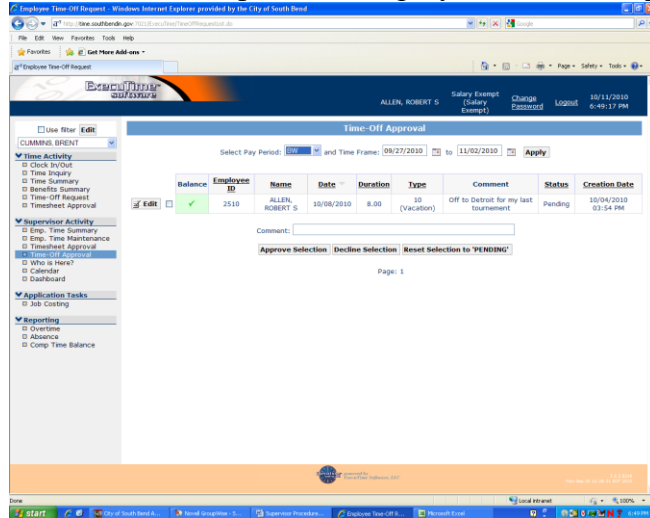 Employee Time-Off Request - Windows Internet Explorer provided by the City of South Bend
Google
File Edit View Favorites Tools Help
Favorites Get More Add-ons
Employee Time-Off Request
Page Safety Tools
ExecuTime
software
ALLEN, ROBERT S
Salary Exempt (Salary Exempt)
Change Password
Logout
10/11/2010
6:49:17 PM
Use filter Edit
CUMMINS, BRENT
Time Activity
Clock In/Out
Time Inquiry
Time Summary
Benefits Summary
Time-Off Request
Timesheet Approval
Supervisor Activity
Emp. Time Summary
Emp. Time Maintenance
Timesheet Approval
Time-Off Approval
Who is Here?
Calendar
Dashboard
Application Tasks
Job Costing
Reporting
Overtime
Absence
Comp Time Balance
Time-Off Approval
Select Pay Period: BW and Time Frame: 09/27/2010 to 11/02/2010 Apply
Balance Employee ID Name Date Duration Type Comment Status Creation Date
Edit 2510 ALLEN, ROBERT S 10/08/2010 8.00 10 (Vacation) Off to Detroit for my last tournement Pending 10/04/2010 03:54 PM
Comment:
Approve Selection Decline Selection Reset Selection to 'PENDING'
Page: 1
Done
Local intranet
100%
start
City of South Bend A...
Novell GroupWise - S...
Supervisor Procedure...
Employee Time-Off R...
Microsoft Excel
6:49 PM